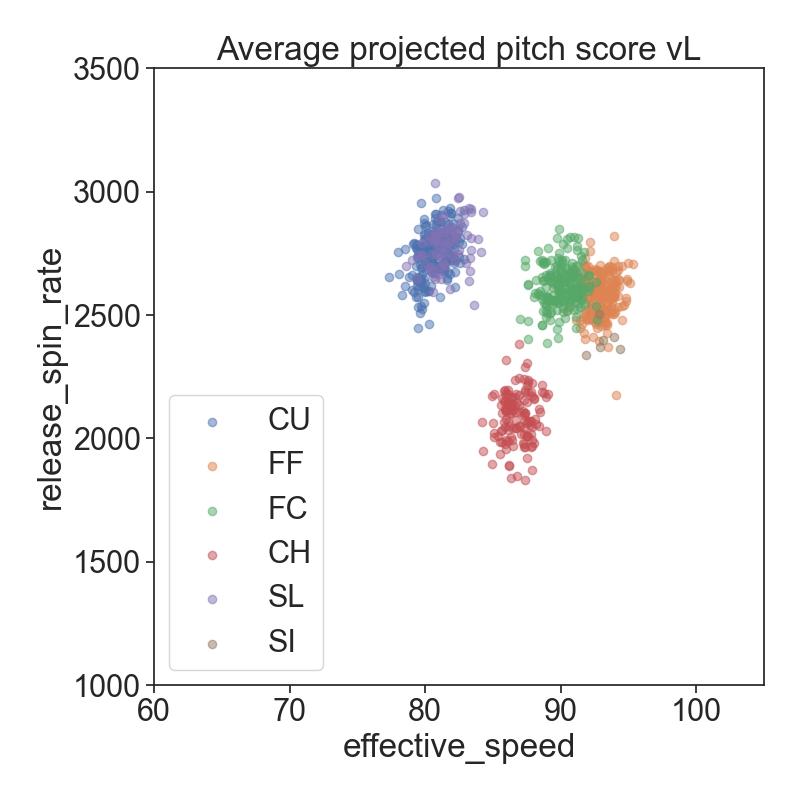 Average projected pitch score vL
3500
3000
2500
2000
1500
1000
release_spin_rate
CU
FF
FC
CH
SL
SI
60 70 80 90 100
effective_speed